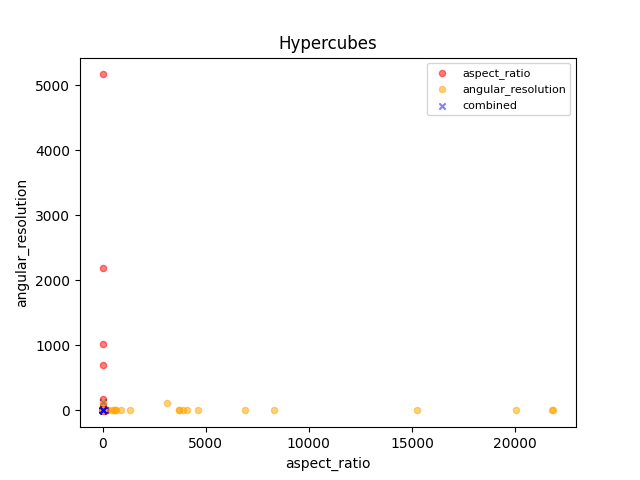 Hypercubes
aspect_ratio
angular_resolution
combined
5000
4000
3000
2000
1000
0
angular_resolution
0
5000
10000
15000
20000
aspect_ratio